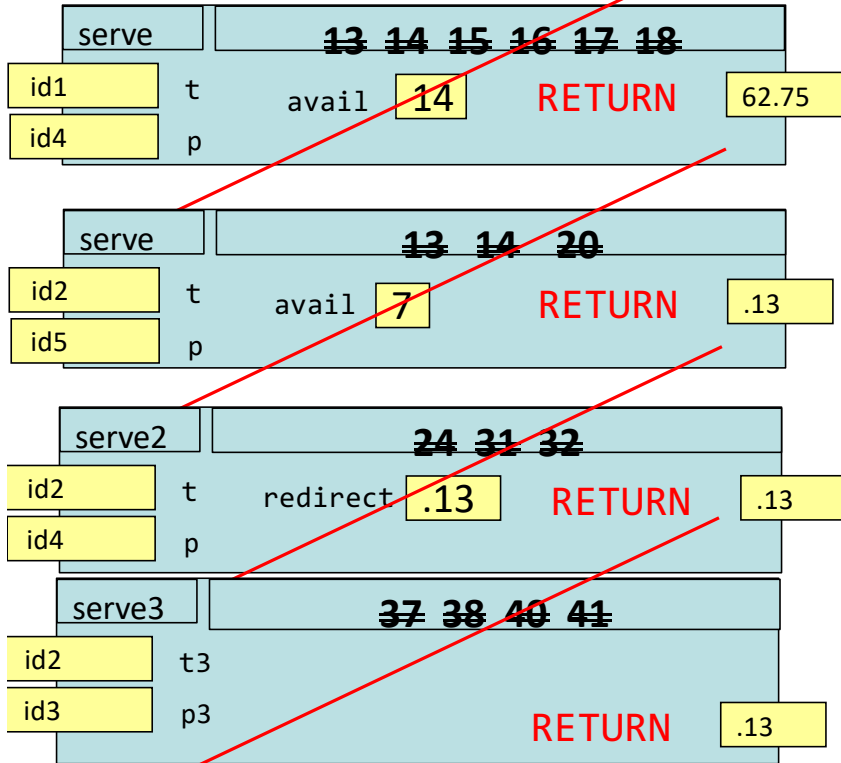 serve 13 14 15 16 17 18
id1 t avail 14 RETURN 62.75
id4 p
serve 13 14 20
id2 t avail 7 RETURN .13
id5 p
serve2 24 31 32
id2 t redirect .13 RETURN .13
id4 p
serve3 37 38 40 41
id2 t3
id3 p3 RETURN .13